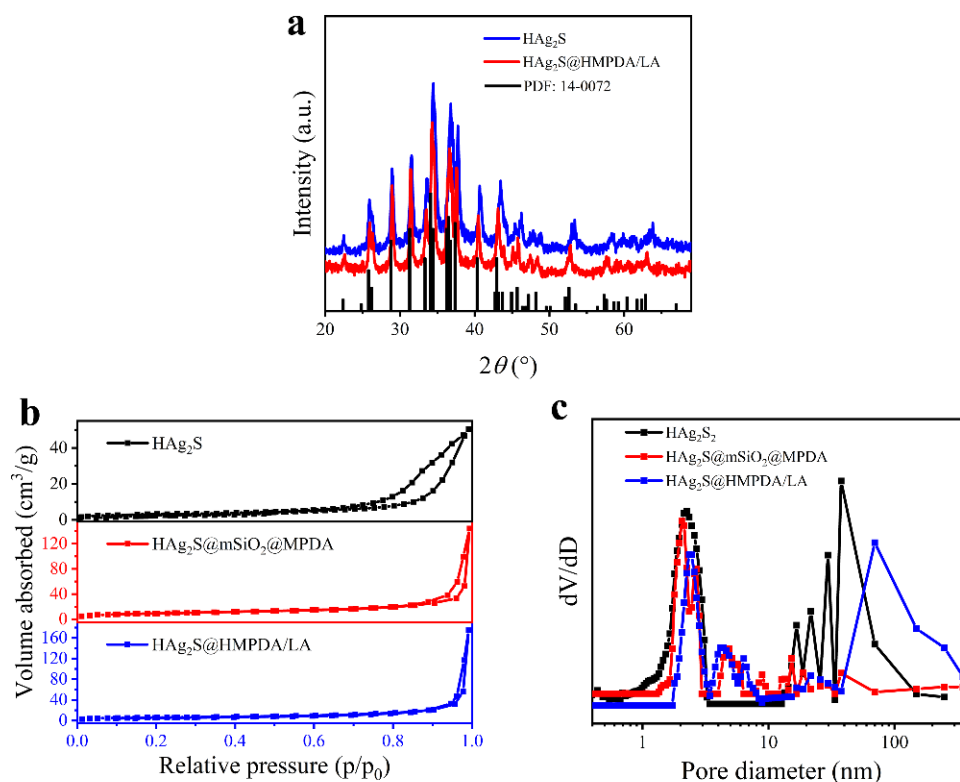 a
HAg₂S
HAg₂S@HMPDA/LA
PDF: 14-0072
Intensity (a.u.)
20 30 40 50 60
2θ (°)
b
HAg₂S
HAg₂S@mSiO₂@MPDA
HAg₂S@HMPDA/LA
Volume absorbed (cm³/g)
40
20
0
120
80
40
0
160
120
80
40
0
0.0 0.2 0.4 0.6 0.8 1.0
Relative pressure (p/p₀)
c
HAg₂S₂
HAg₂S@mSiO₂@MPDA
HAg₂S@HMPDA/LA
dV/dD
1 10 100
Pore diameter (nm)